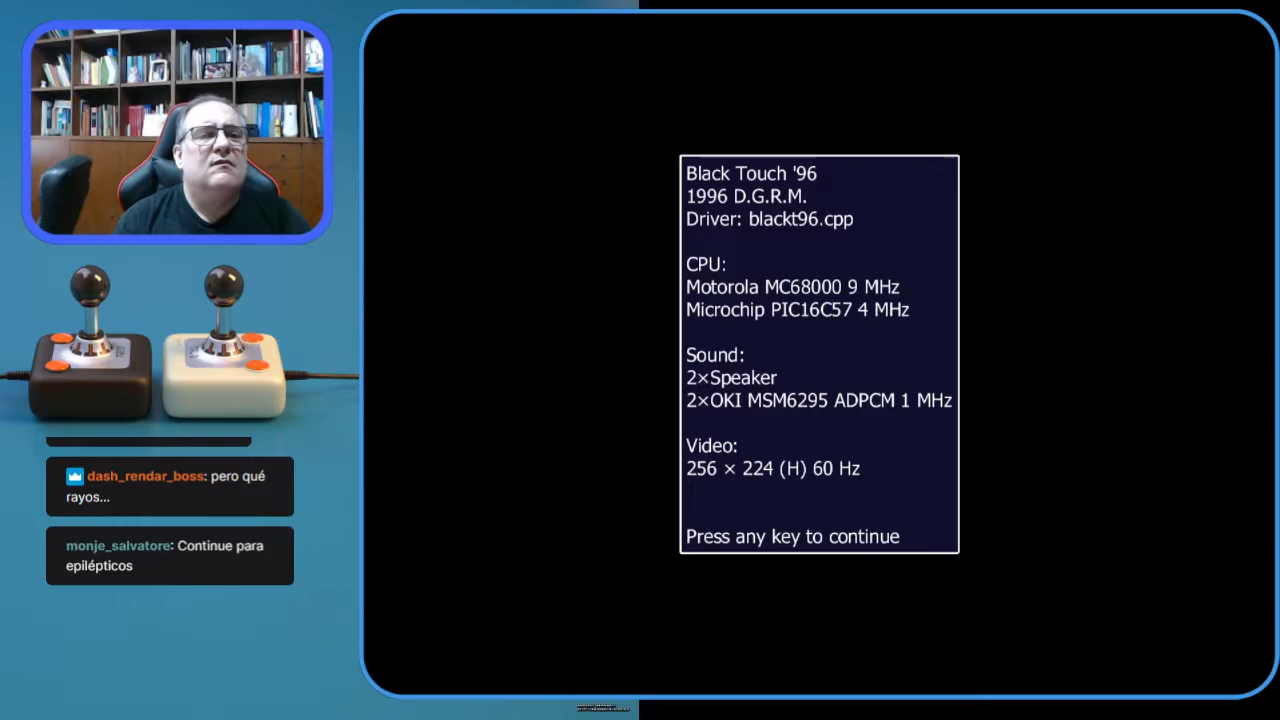 Black Touch '96
1996 D.G.R.M.
Driver: blackt96.cpp
CPU:
Motorola MC68000 9 MHz
Microchip PIC16C57 4 MHz
Sound:
2×Speaker
2×OKI MSM6295 ADPCM 1 MHz
Video:
256 × 224 (H) 60 Hz
Press any key to continue
dash_rendar_boss: pero qué
rayos...
monje_salvatore: Continue para
epilépticos